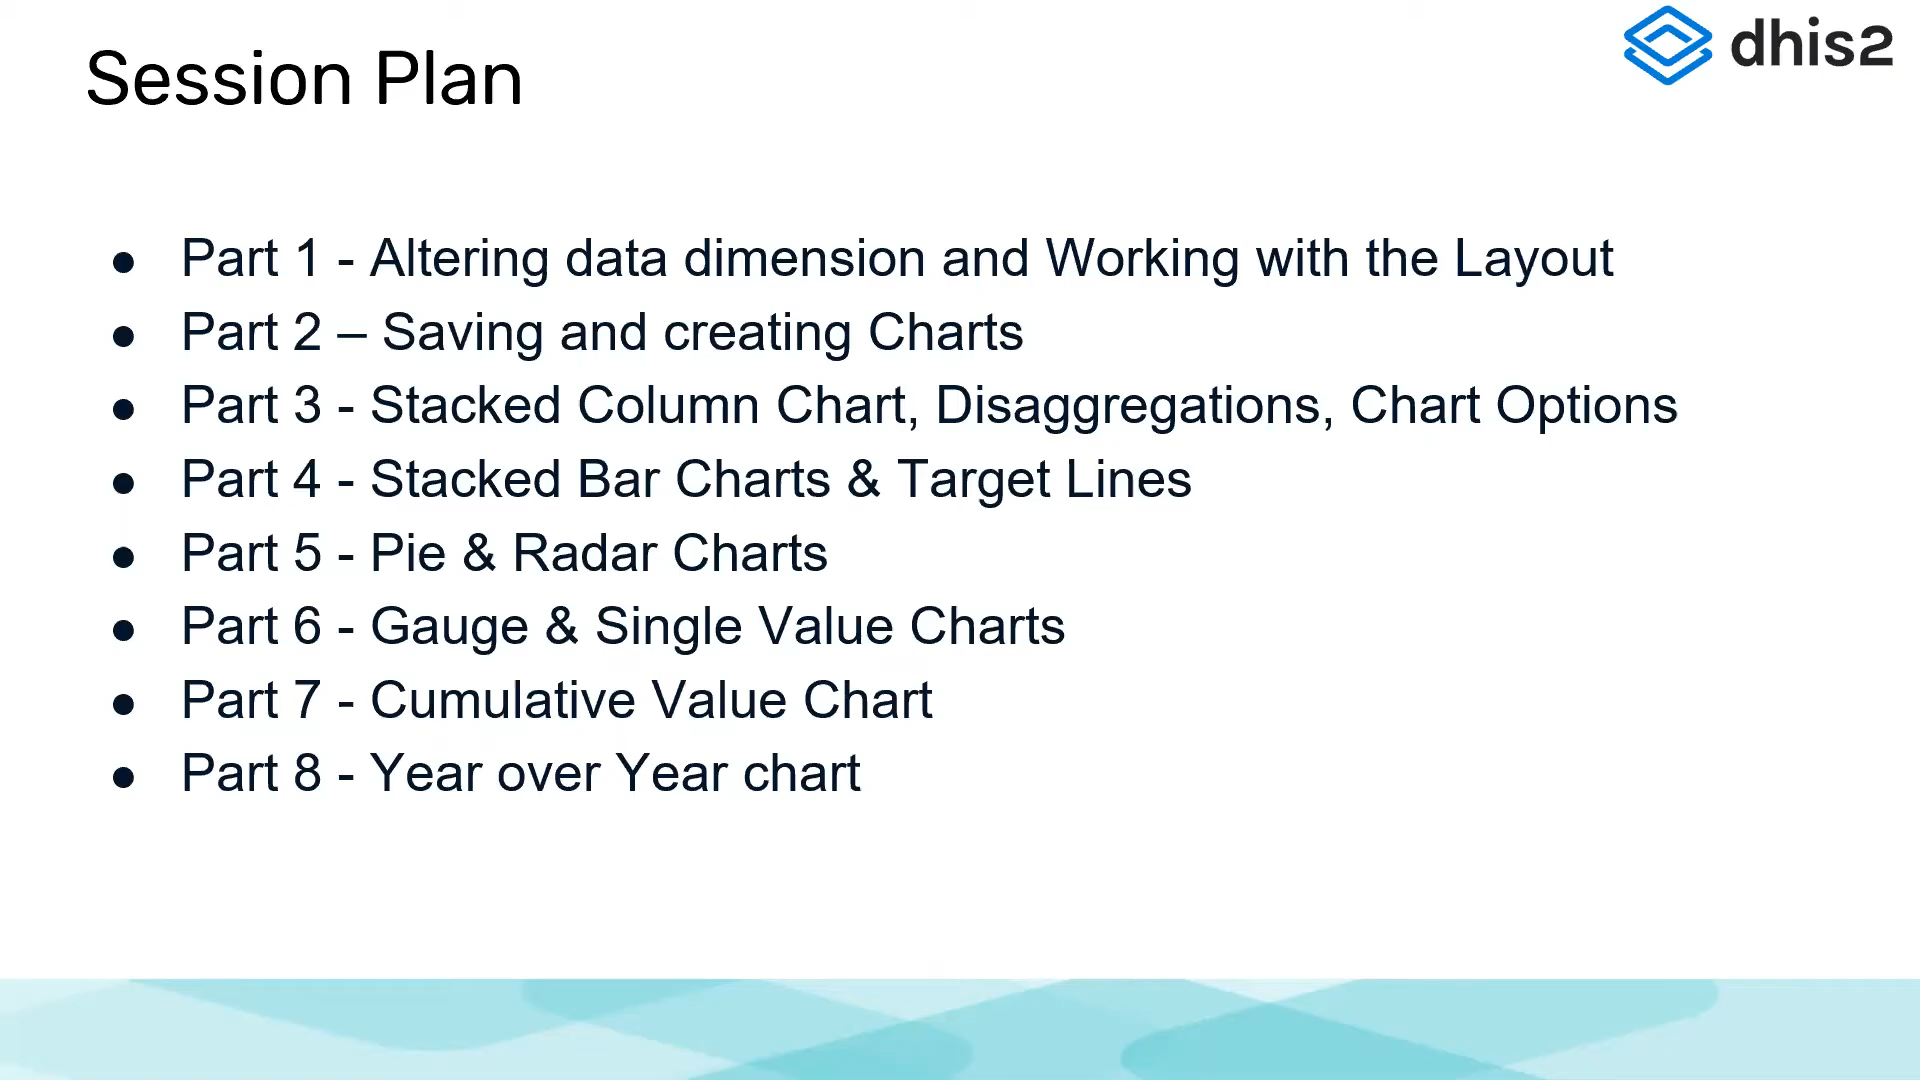 Session Plan
dhis2
● Part 1 - Altering data dimension and Working with the Layout
● Part 2 – Saving and creating Charts
● Part 3 - Stacked Column Chart, Disaggregations, Chart Options
● Part 4 - Stacked Bar Charts & Target Lines
● Part 5 - Pie & Radar Charts
● Part 6 - Gauge & Single Value Charts
● Part 7 - Cumulative Value Chart
● Part 8 - Year over Year chart